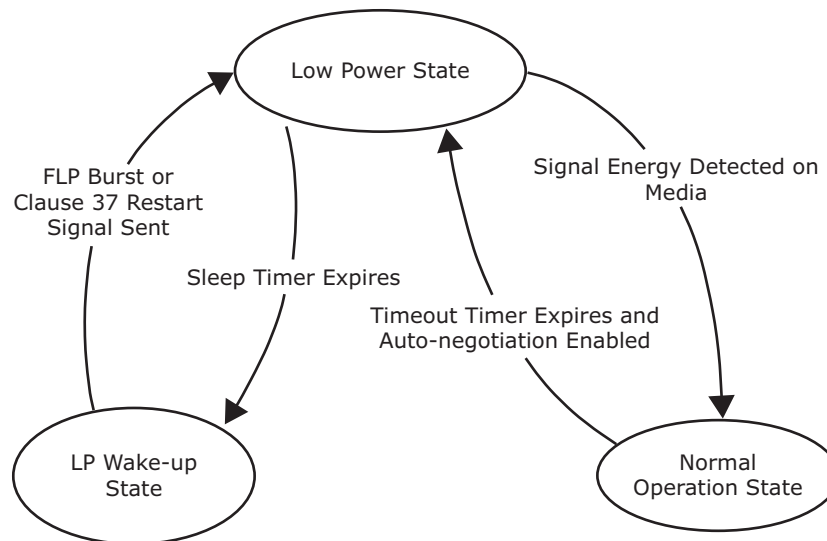 Low Power State
FLP Burst or
Clause 37 Restart
Signal Sent
Signal Energy Detected on
Media
Sleep Timer Expires
Timeout Timer Expires and
Auto-negotiation Enabled
LP Wake-up
State
Normal
Operation State